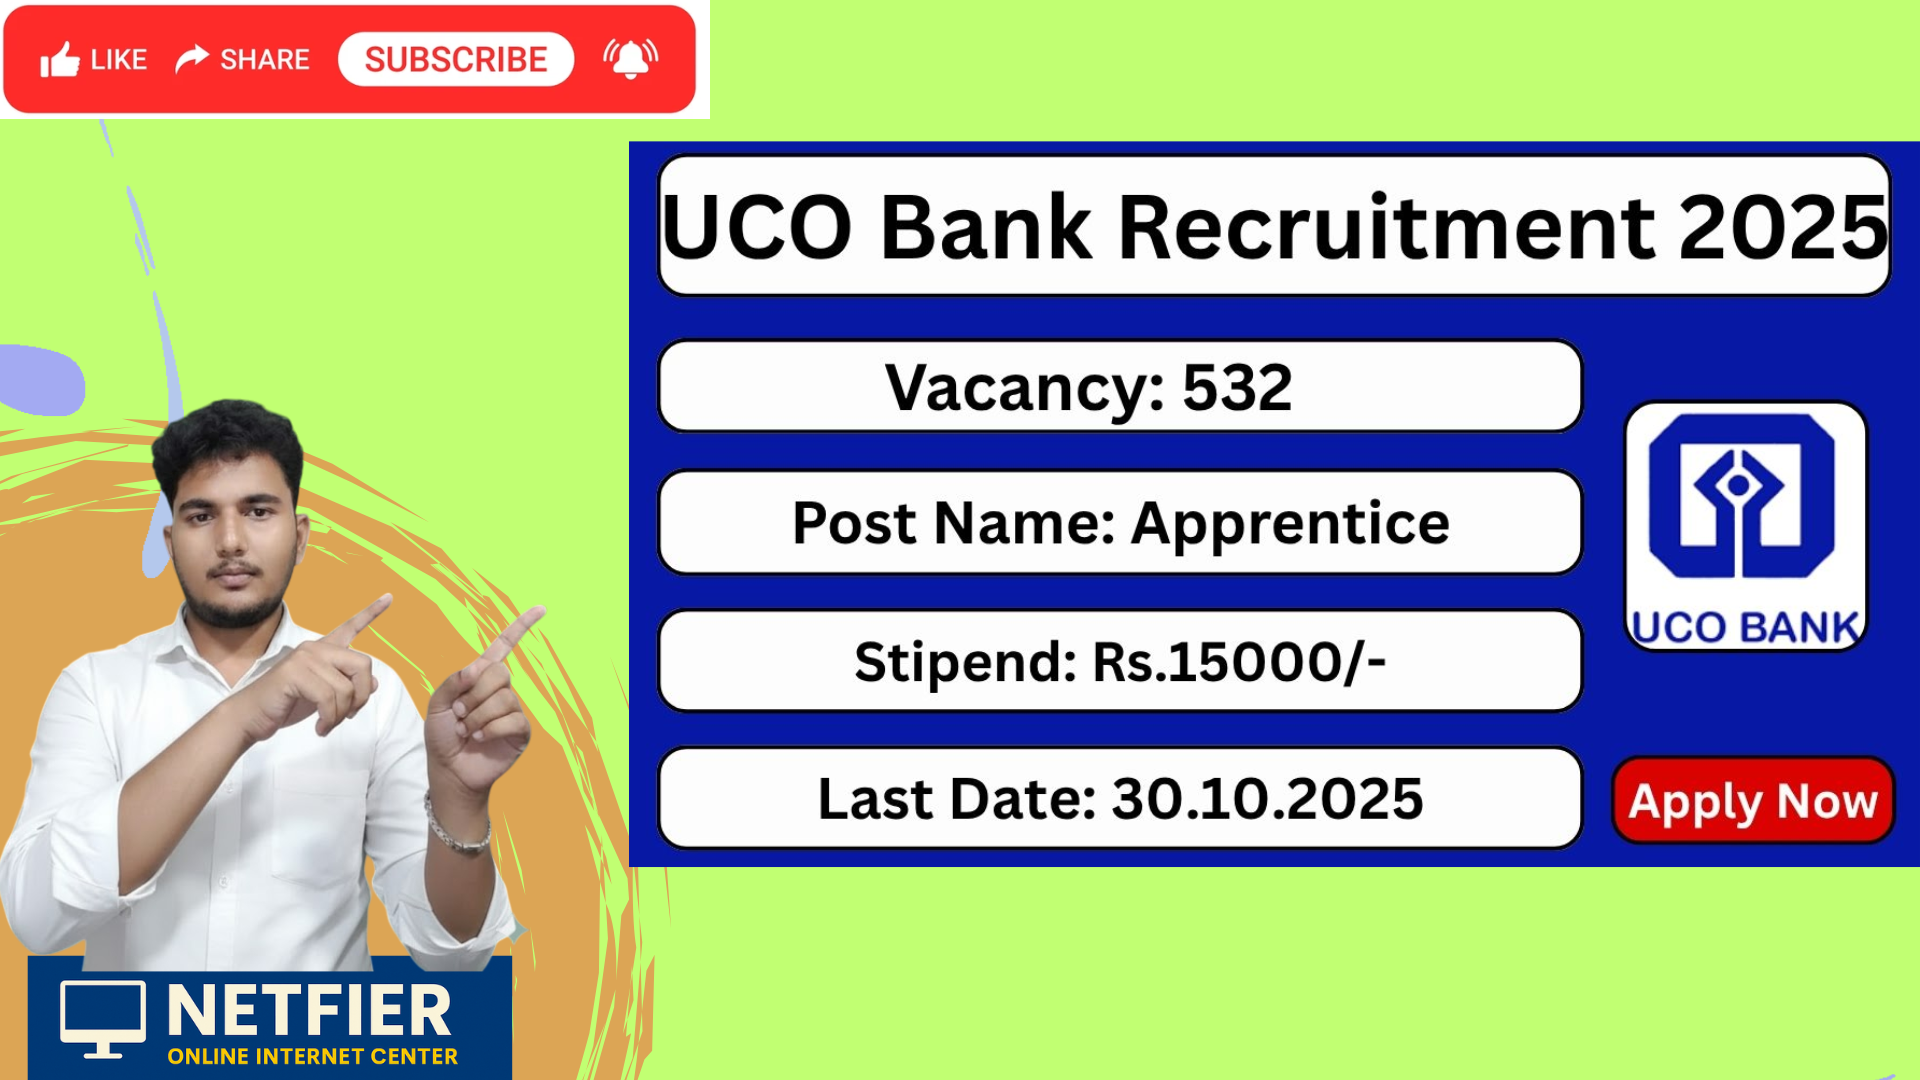 LIKE SHARE SUBSCRIBE
UCO Bank Recruitment 2025
Vacancy: 532
Post Name: Apprentice
Stipend: Rs.15000/-
Last Date: 30.10.2025
UCO BANK
Apply Now
NETFIER
ONLINE INTERNET CENTER